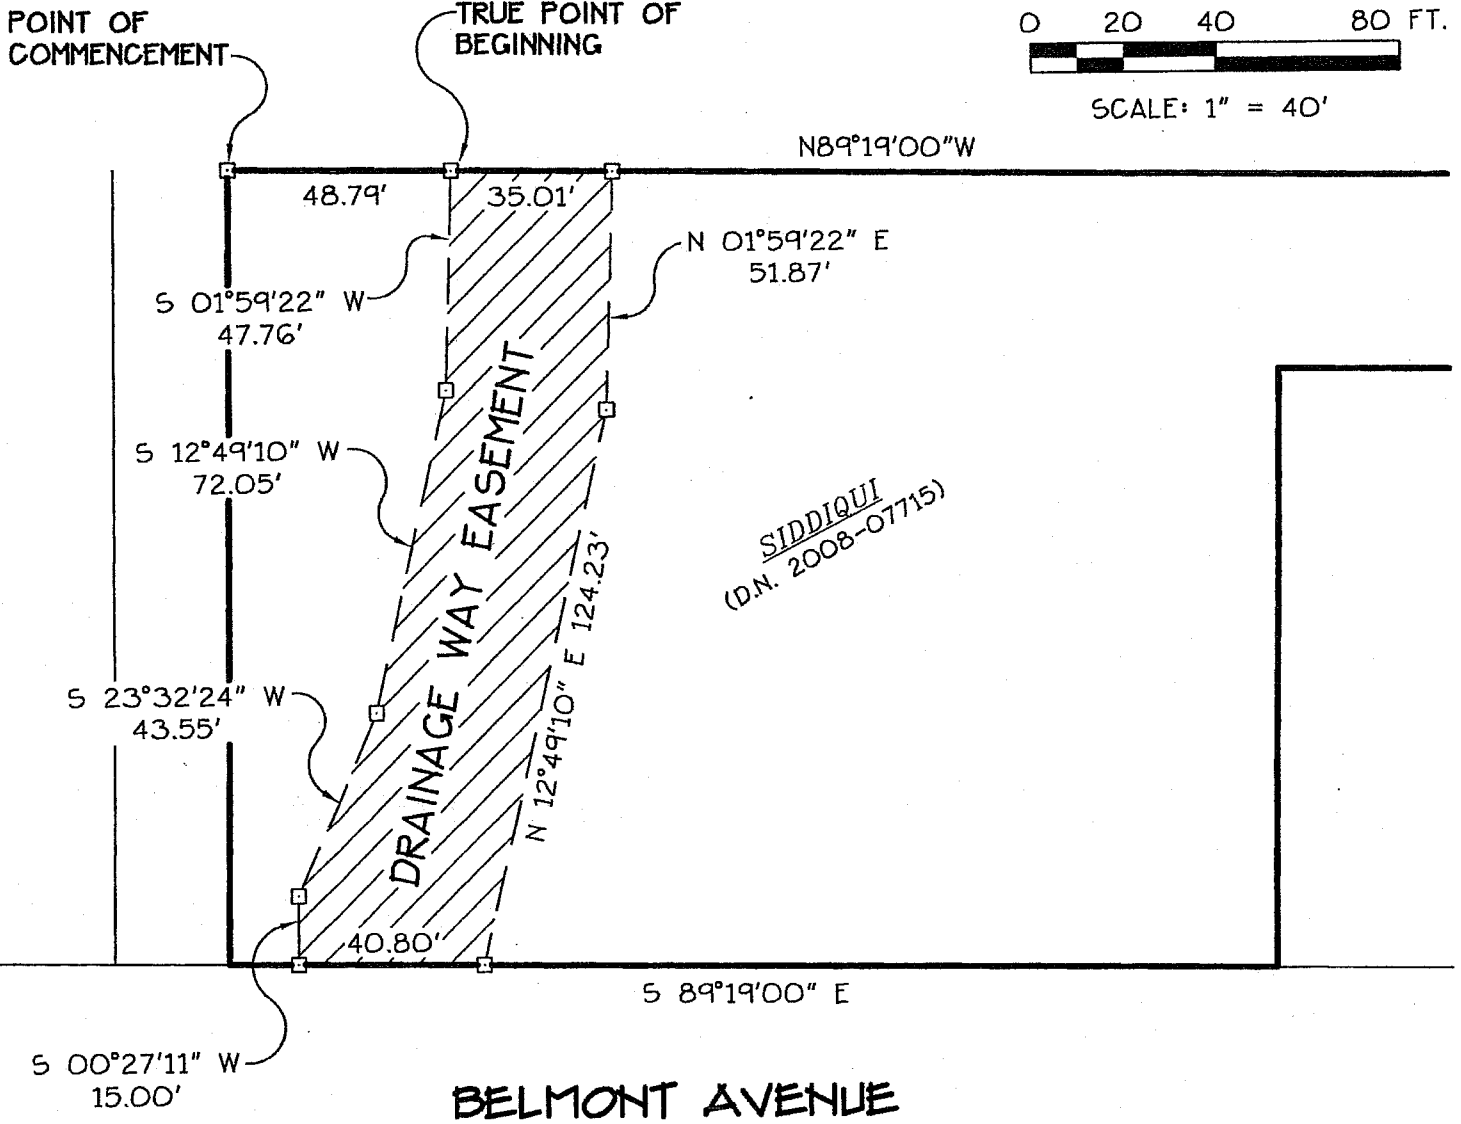 POINT OF
COMMENCEMENT
TRUE POINT OF
BEGINNING
0 20 40 80 FT.
SCALE: 1" = 40'
N89°19'00"W
48.79'
35.01'
N 01°59'22" E
51.87'
S 01°59'22" W
47.76'
S 12°49'10" W
72.05'
DRAINAGE WAY EASEMENT
SIDDIQUI
(D.N. 2008-07715)
N 12°49'10" E 124.23'
S 23°32'24" W
43.55'
40.80'
S 89°19'00" E
S 00°27'11" W
15.00'
BELMONT AVENUE